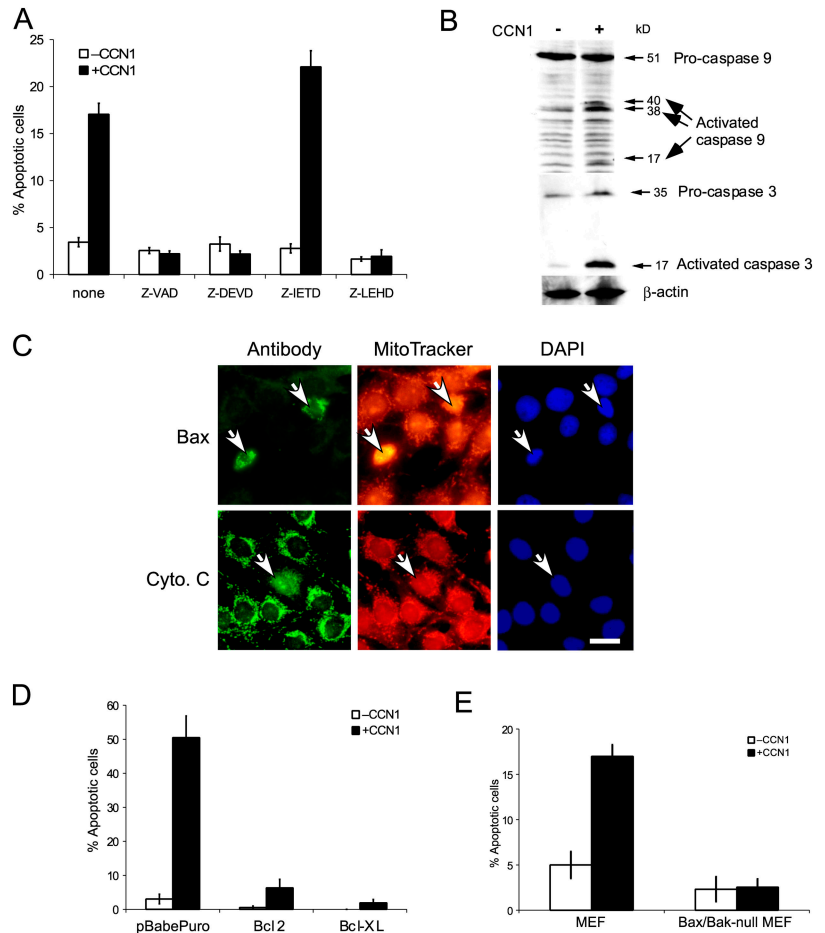 A
% Apoptotic cells
25
20
15
10
5
0
–CCN1
+CCN1
none Z-VAD Z-DEVD Z-IETD Z-LEHD
B
CCN1 - + kD
51 Pro-caspase 9
40
38
Activated
caspase 9
17
35 Pro-caspase 3
17 Activated caspase 3
β-actin
C
Antibody MitoTracker DAPI
Bax
Cyto. C
D
% Apoptotic cells
60
50
40
30
20
10
0
–CCN1
+CCN1
pBabePuro Bcl2 Bcl-XL
E
% Apoptotic cells
20
15
10
5
0
–CCN1
+CCN1
MEF Bax/Bak-null MEF